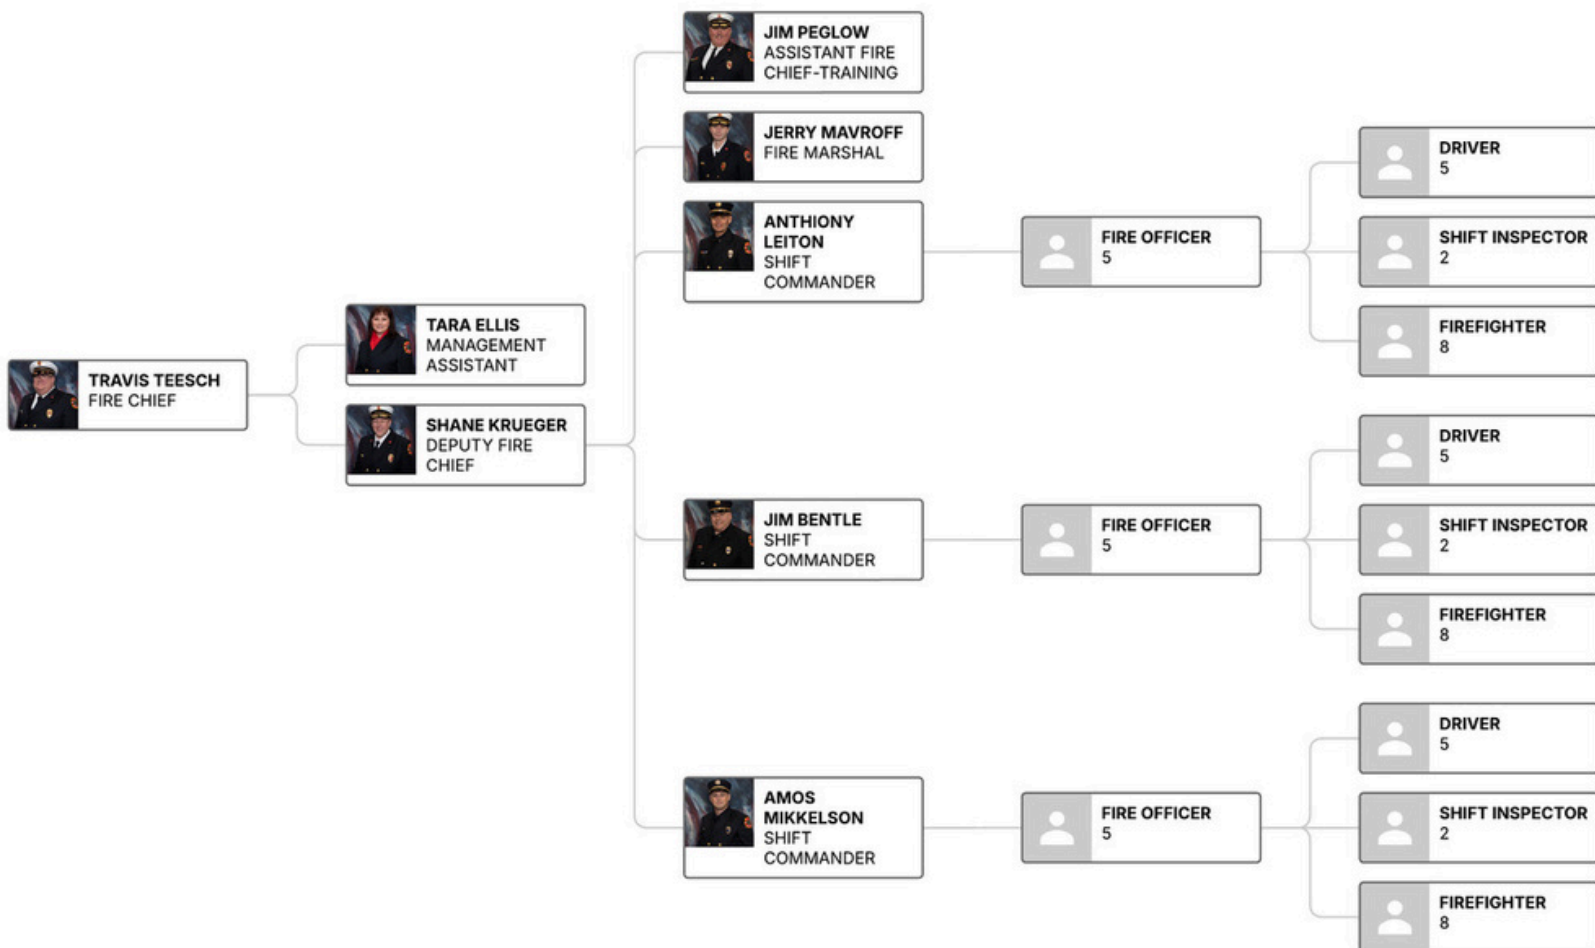 TRAVIS TEESCH
FIRE CHIEF
TARA ELLIS
MANAGEMENT
ASSISTANT
SHANE KRUEGER
DEPUTY FIRE
CHIEF
JIM PEGLOW
ASSISTANT FIRE
CHIEF-TRAINING
JERRY MAVROFF
FIRE MARSHAL
ANTHIONY
LEITON
SHIFT
COMMANDER
FIRE OFFICER
5
DRIVER
5
SHIFT INSPECTOR
2
FIREFIGHTER
8
JIM BENTLE
SHIFT
COMMANDER
FIRE OFFICER
5
DRIVER
5
SHIFT INSPECTOR
2
FIREFIGHTER
8
AMOS
MIKKELSON
SHIFT
COMMANDER
FIRE OFFICER
5
DRIVER
5
SHIFT INSPECTOR
2
FIREFIGHTER
8